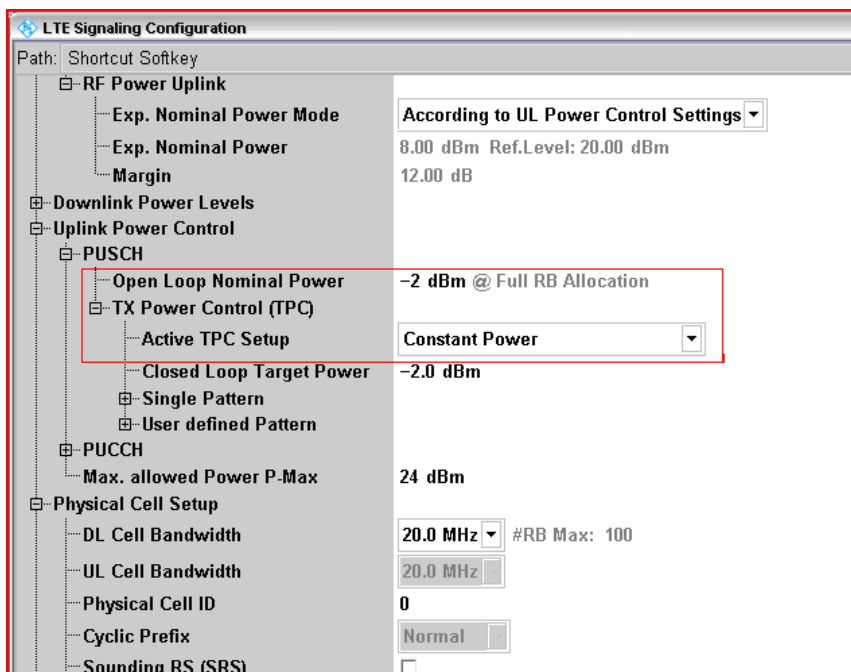 LTE Signaling Configuration
Path: Shortcut Softkey
RF Power Uplink
Exp. Nominal Power Mode According to UL Power Control Settings
Exp. Nominal Power 8.00 dBm Ref.Level: 20.00 dBm
Margin 12.00 dB
Downlink Power Levels
Uplink Power Control
PUSCH
Open Loop Nominal Power −2 dBm @ Full RB Allocation
TX Power Control (TPC)
Active TPC Setup Constant Power
Closed Loop Target Power −2.0 dBm
Single Pattern
User defined Pattern
PUCCH
Max. allowed Power P-Max 24 dBm
Physical Cell Setup
DL Cell Bandwidth 20.0 MHz #RB Max: 100
UL Cell Bandwidth 20.0 MHz
Physical Cell ID 0
Cyclic Prefix Normal
Sounding RS (SRS)